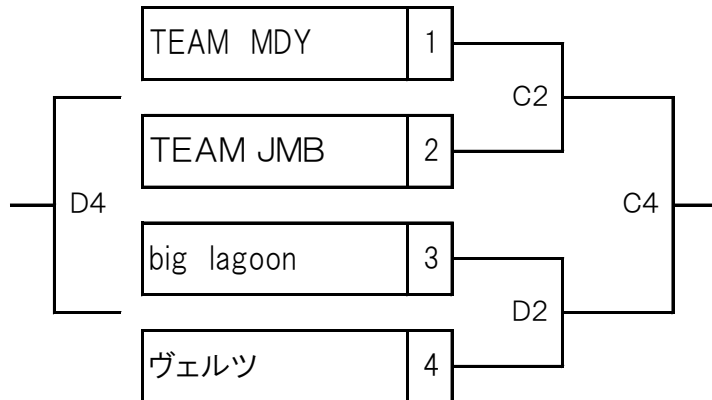 TEAM　MDY 1
C2
TEAM JMB 2
D4
C4
big　lagoon 3
D2
ヴェルツ 4